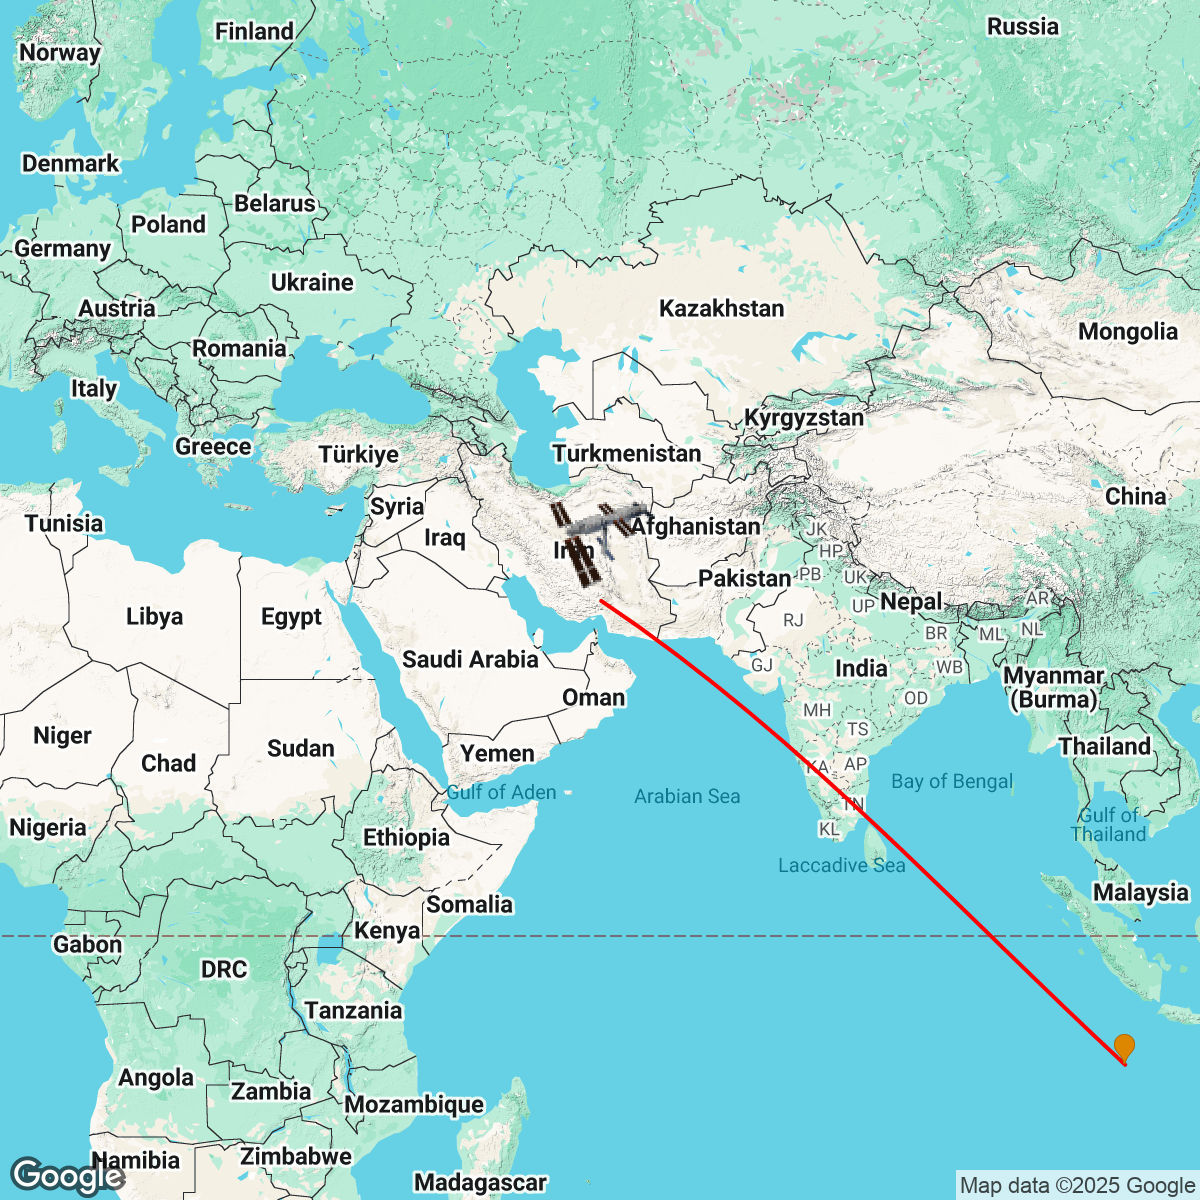 Finland
Russia
Norway
Denmark
Belarus
Poland
Germany
Ukraine
Austria
Kazakhstan
Mongolia
Romania
Italy
Kyrgyzstan
Greece
Türkiye
Turkmenistan
China
Syria
Tunisia
Afghanistan
JK
Iraq
Iran
HP
Pakistan
PB
UK
Nepal
AR
UP
Libya
Egypt
RJ
BR
ML
NL
Saudi Arabia
GJ
India
WB
Myanmar
(Burma)
Oman
OD
MH
TS
Niger
Sudan
Yemen
Thailand
Chad
KA
AP
Gulf of Aden
Arabian Sea
Bay of Bengal
TN
Gulf of
Thailand
Nigeria
Ethiopia
KL
Laccadive Sea
Malaysia
Somalia
Gabon
Kenya
DRC
Tanzania
Angola
Zambia
Mozambique
Namibia
Zimbabwe
Madagascar
Google
Map data ©2025 Google